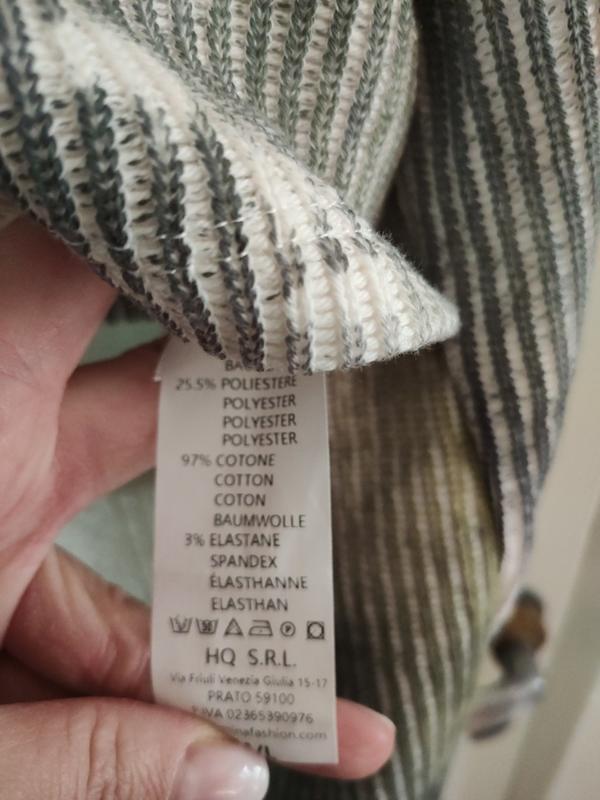 25.5% POLIESTERE
POLYESTER
POLYESTER
POLYESTER
97% COTONE
COTTON
COTON
BAUMWOLLE
3% ELASTANE
SPANDEX
ÉLASTHANNE
ELASTHAN
HQ S.R.L.
Via Friuli Venezia Giulia 15-17
PRATO 59100
P.IVA 02365390976